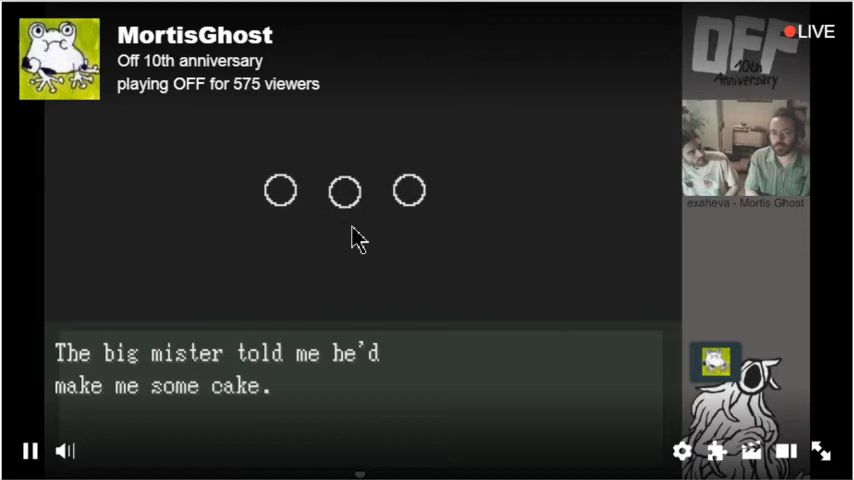 MortisGhost
Off 10th anniversary
playing OFF for 575 viewers
LIVE
OFF
10th
Anniversary
exaheva - Mortis Ghost
The big mister told me he'd
make me some cake.